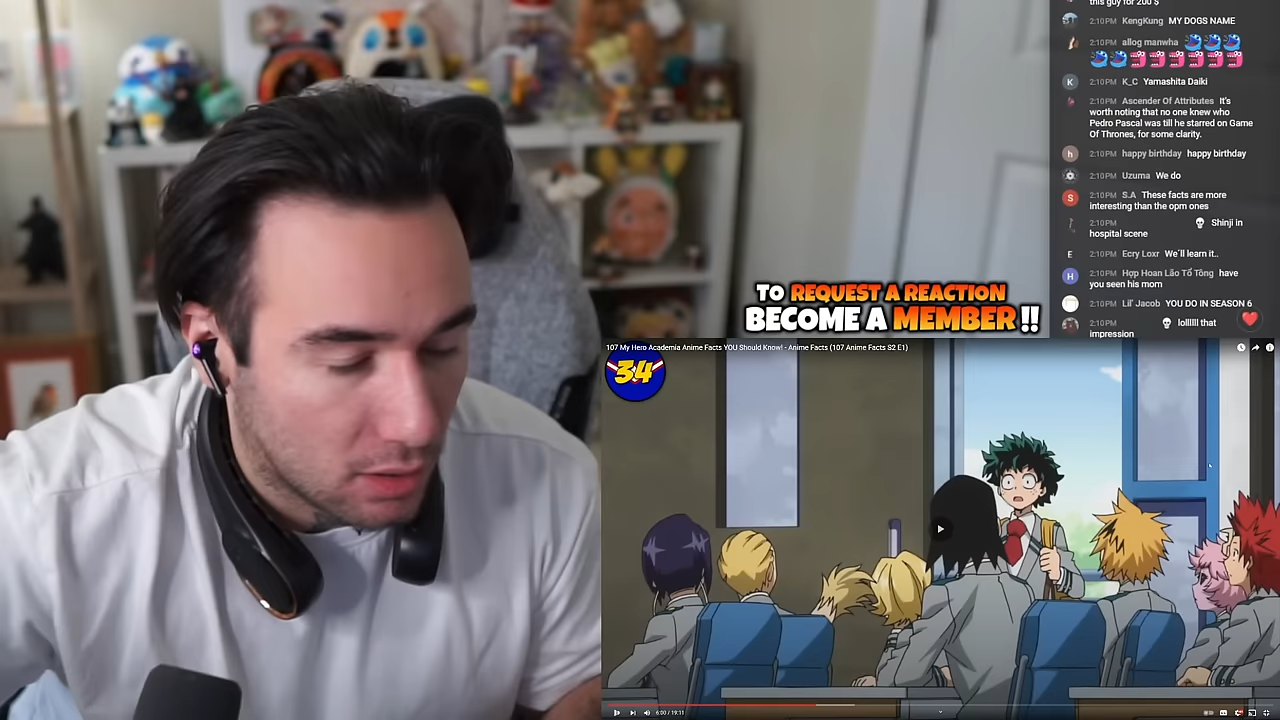 this guy for 200 $
2:10PM KengKung MY DOGS NAME
2:10PM allog manwha
2:10PM K_C Yamashita Daiki
2:10PM Ascender Of Attributes It's
worth noting that no one knew who
Pedro Pascal was till he starred on Game
Of Thrones, for some clarity.
2:10PM happy birthday happy birthday
2:10PM Uzuma We do
2:10PM S.A These facts are more
interesting than the opm ones
2:10PM Shinji in
hospital scene
2:10PM Ecry Loxr We´ll learn it..
2:10PM Hợp Hoan Lão Tổ Tông have
you seen his mom
2:10PM Lil' Jacob YOU DO IN SEASON 6
2:10PM lollllll that
impression
TO REQUEST A REACTION
BECOME A MEMBER !!
107 My Hero Academia Anime Facts YOU Should Know! - Anime Facts (107 Anime Facts S2 E1)
34
6:00 / 19:11